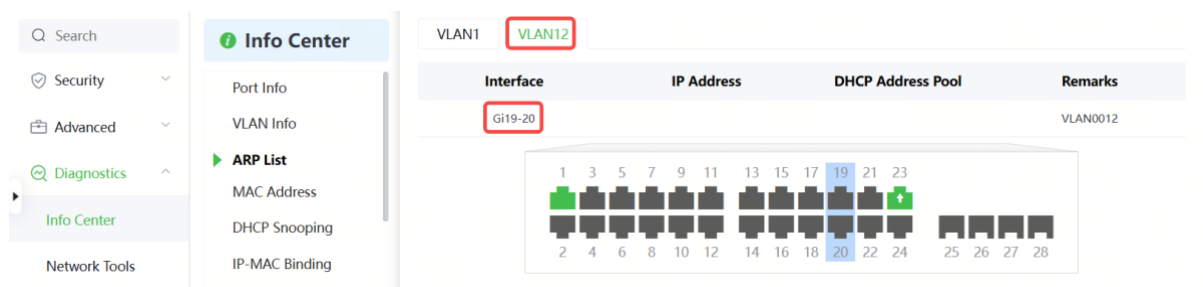 Search
Security
Advanced
Diagnostics
Info Center
Network Tools
Info Center
Port Info
VLAN Info
ARP List
MAC Address
DHCP Snooping
IP-MAC Binding
VLAN1 VLAN12
Interface IP Address DHCP Address Pool Remarks
Gi19-20 VLAN0012
1 3 5 7 9 11 13 15 17 19 21 23
2 4 6 8 10 12 14 16 18 20 22 24 25 26 27 28